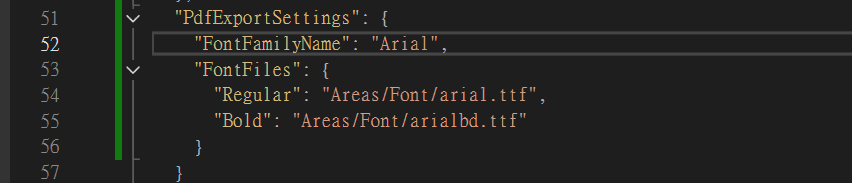 51 "PdfExportSettings": {
52 "FontFamilyName": "Arial",
53 "FontFiles": {
54 "Regular": "Areas/Font/arial.ttf",
55 "Bold": "Areas/Font/arialbd.ttf"
56 }
57 }